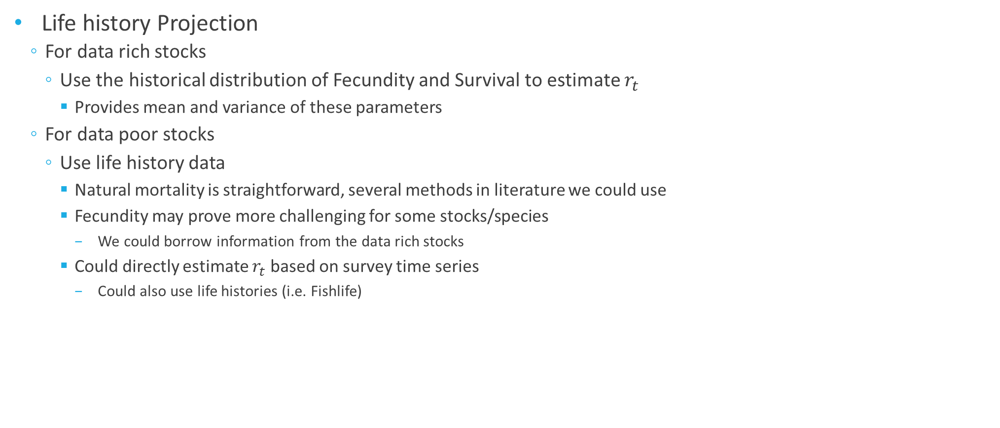 • Life history Projection
◦ For data rich stocks
◦ Use the historical distribution of Fecundity and Survival to estimate r_t
▪ Provides mean and variance of these parameters
◦ For data poor stocks
◦ Use life history data
▪ Natural mortality is straightforward, several methods in literature we could use
▪ Fecundity may prove more challenging for some stocks/species
– We could borrow information from the data rich stocks
▪ Could directly estimate r_t based on survey time series
– Could also use life histories (i.e. Fishlife)